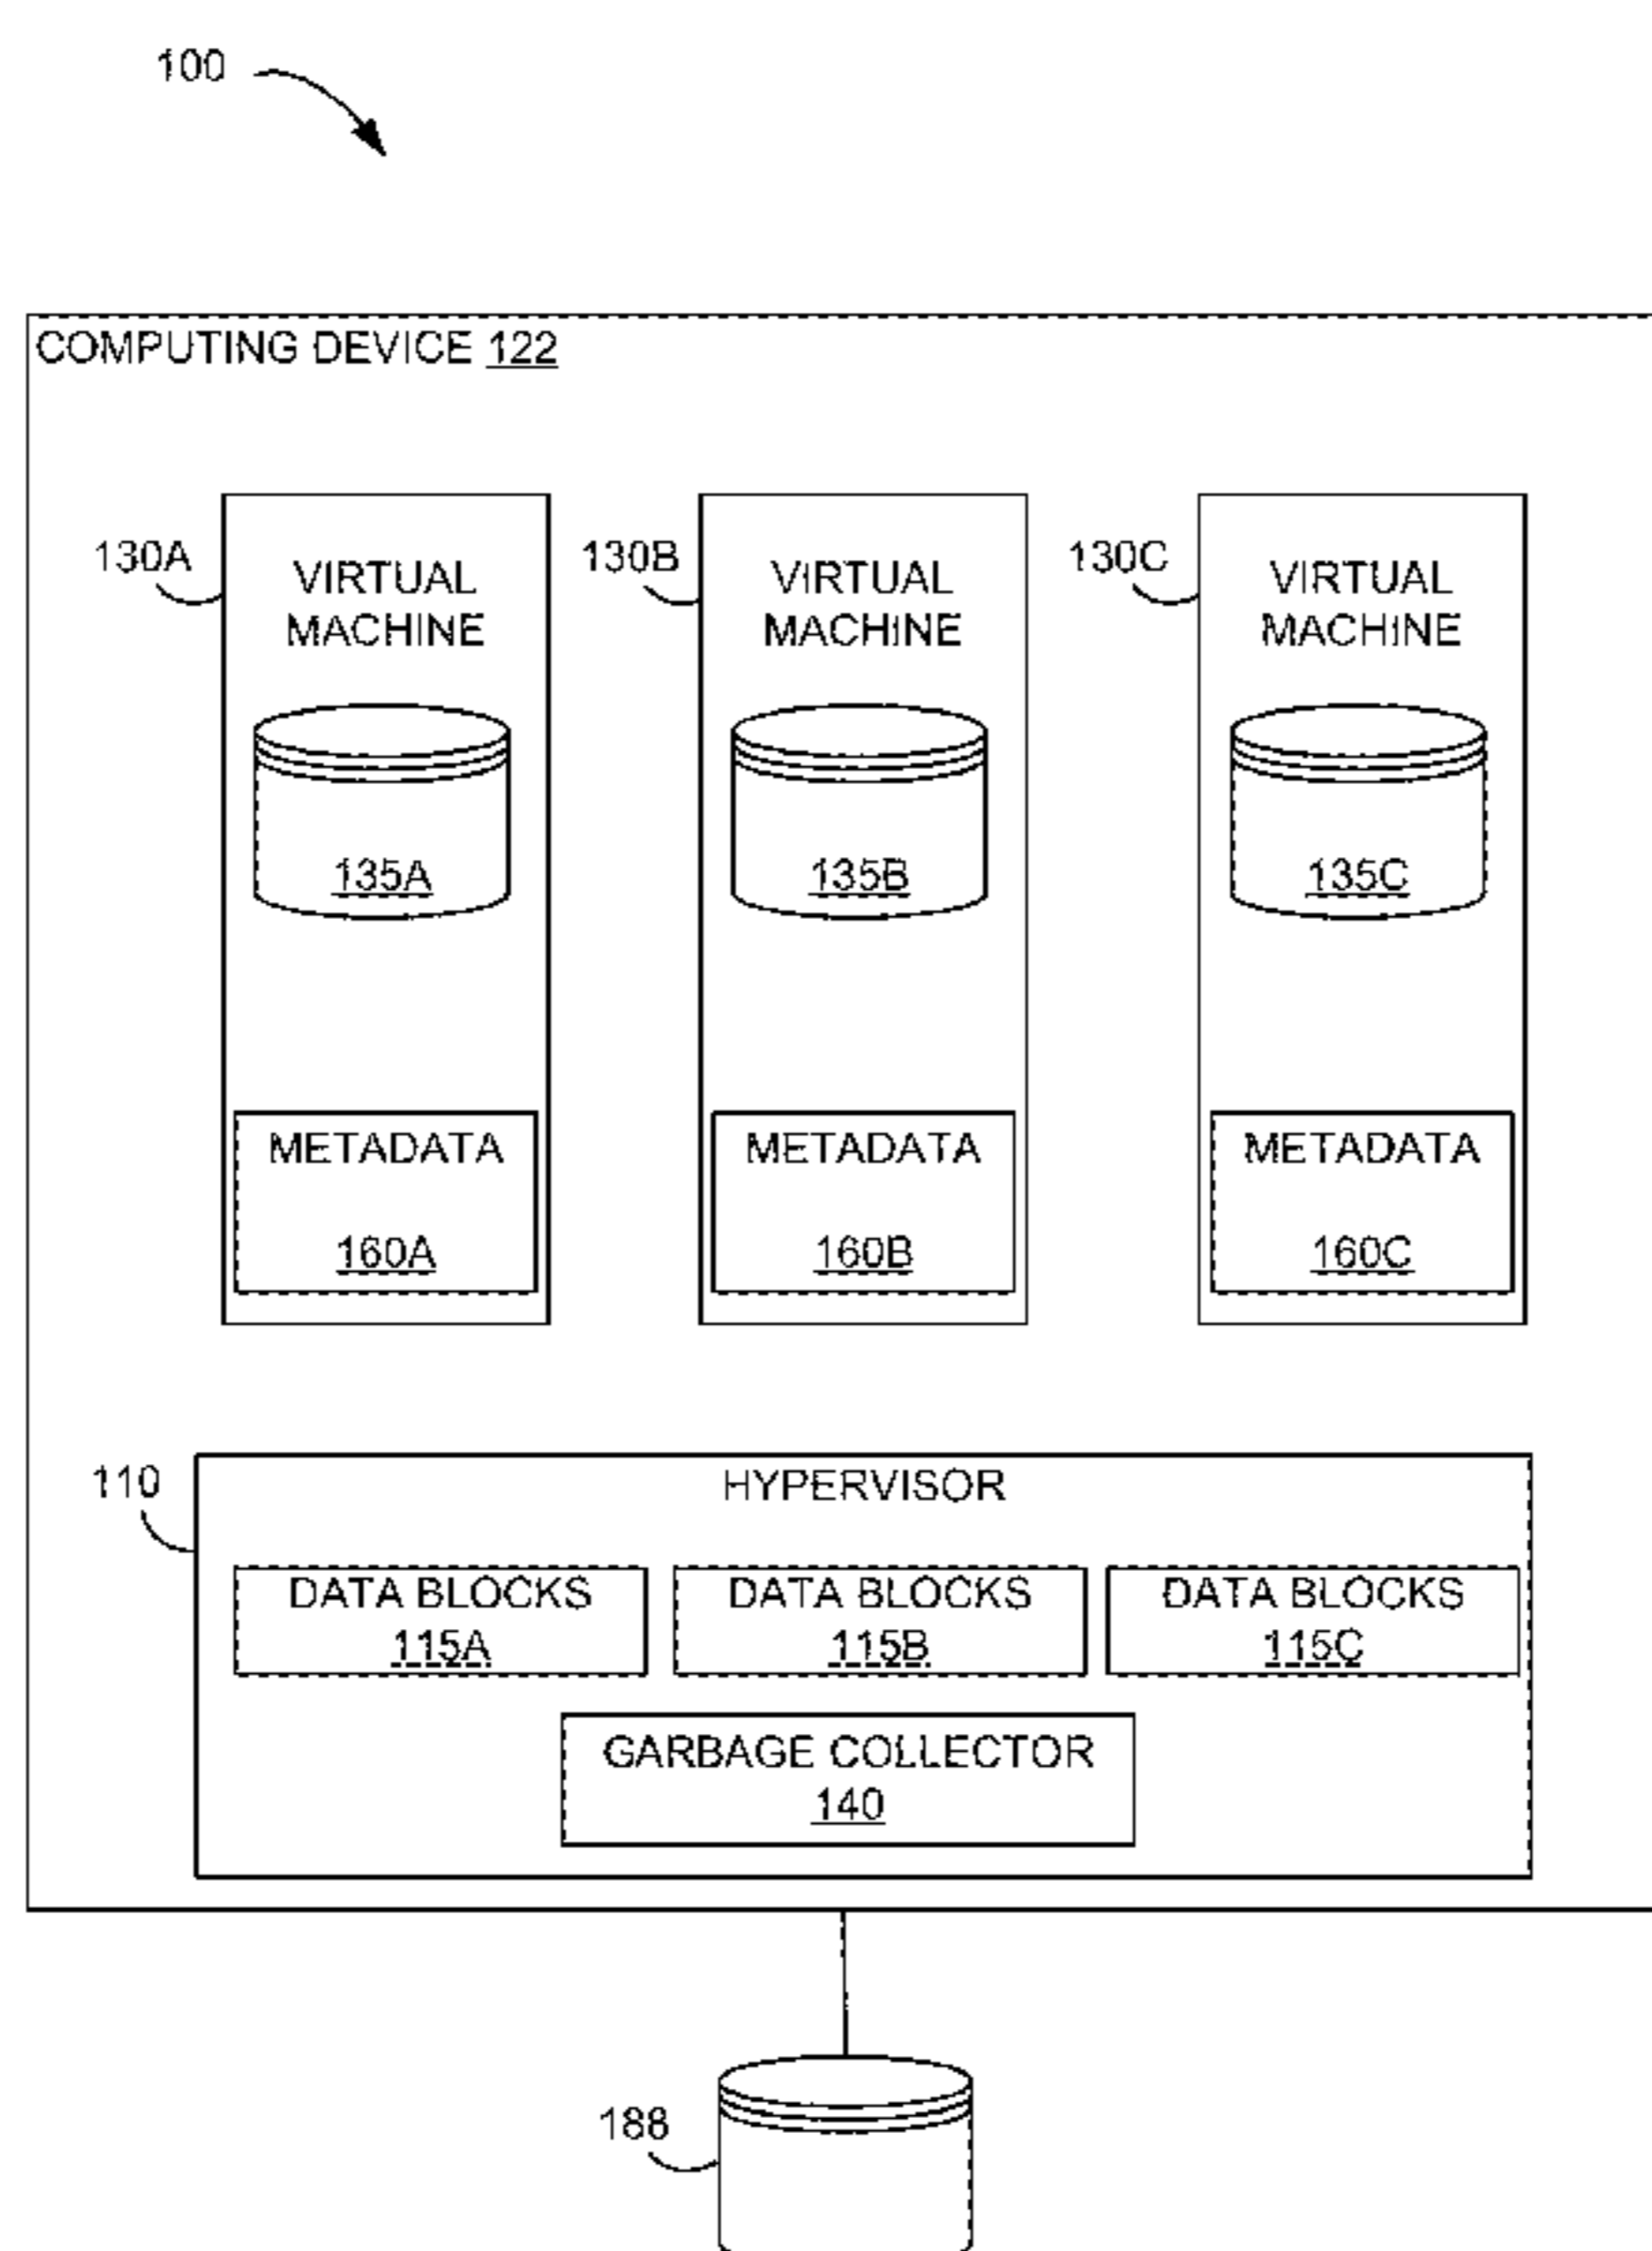 100
COMPUTING DEVICE 122
130A
VIRTUAL
MACHINE
135A
METADATA
160A
130B
VIRTUAL
MACHINE
135B
METADATA
160B
130C
VIRTUAL
MACHINE
135C
METADATA
160C
110
HYPERVISOR
DATA BLOCKS
115A
DATA BLOCKS
115B
DATA BLOCKS
115C
GARBAGE COLLECTOR
140
188